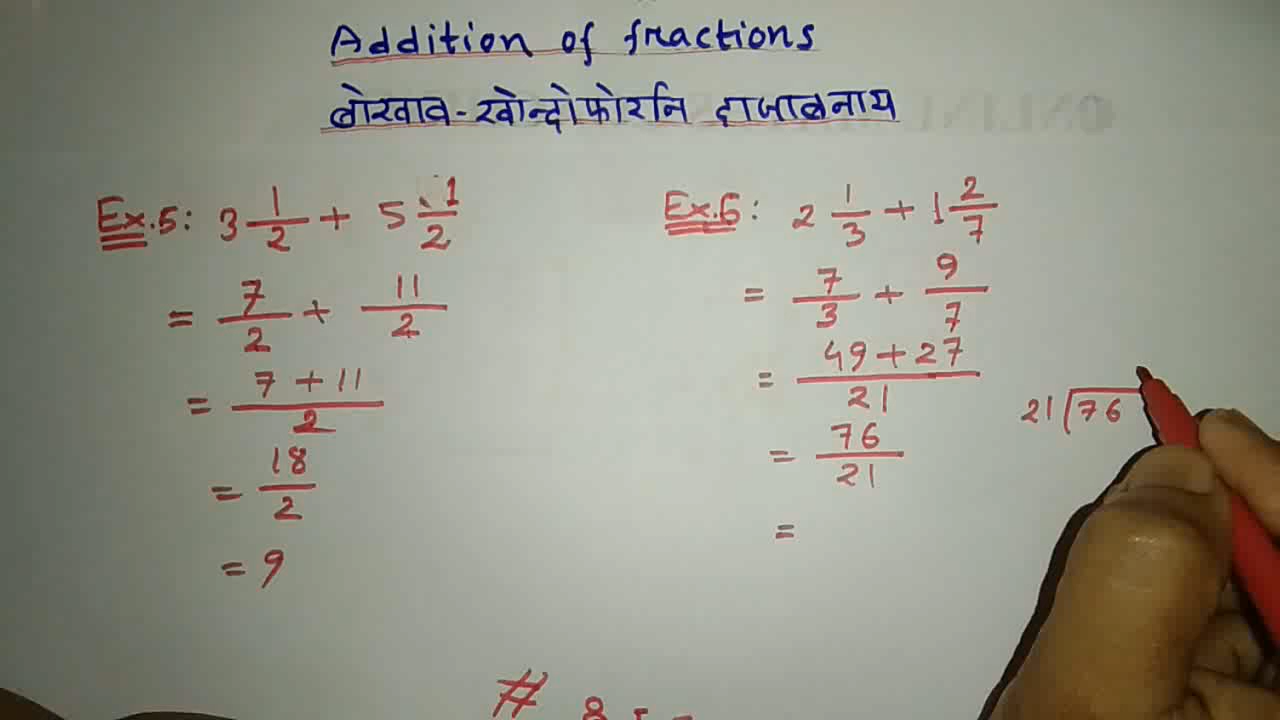 Addition of fractions
बोखाव-खोन्दोफोरनि दाजाबनाय
Ex.5: 3 1/2 + 5 1/2
= 7/2 + 11/2
= 7 + 11 / 2
= 18/2
= 9
Ex.6: 2 1/3 + 1 2/7
= 7/3 + 9/7
= 49 + 27 / 21
= 76/21
=
21 ) 76
#